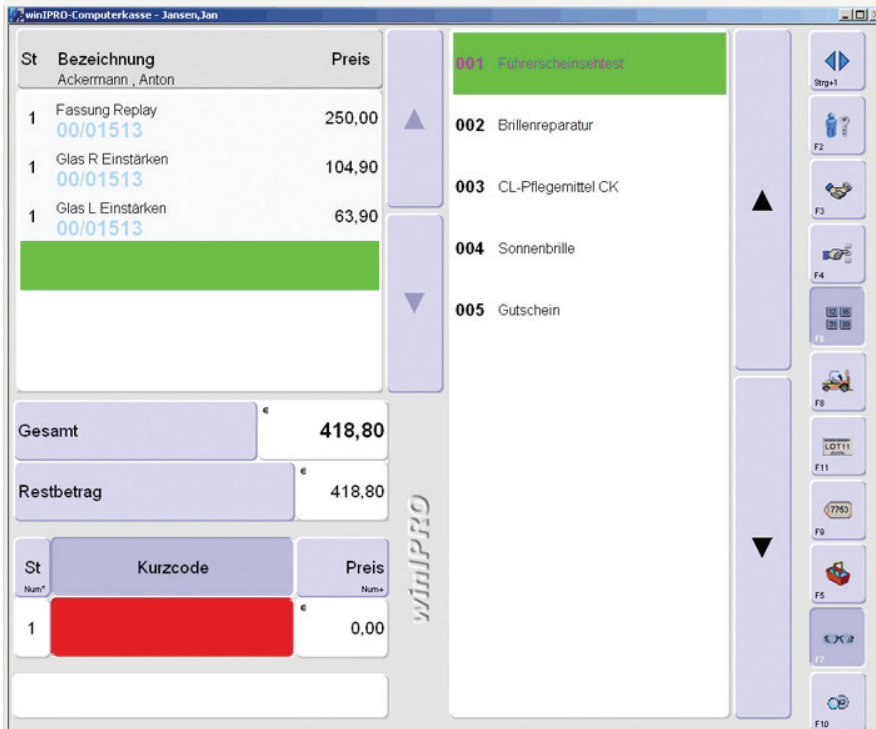 winIPRO-Computerkasse - Jansen,Jan
St Bezeichnung Preis
Ackermann , Anton
1 Fassung Replay 250,00
00/01513
1 Glas R Einstärken 104,90
00/01513
1 Glas L Einstärken 63,90
00/01513
Gesamt € 418,80
Restbetrag € 418,80
St Kurzcode Preis
Num* Num+
1 € 0,00
winIPRO
001 Führerscheinsehtest
002 Brillenreparatur
003 CL-Pflegemittel CK
004 Sonnenbrille
005 Gutschein
Strg+1
F2
F3
F4
F6
F8
LOT11
F11
7753
F9
F5
F7
F10